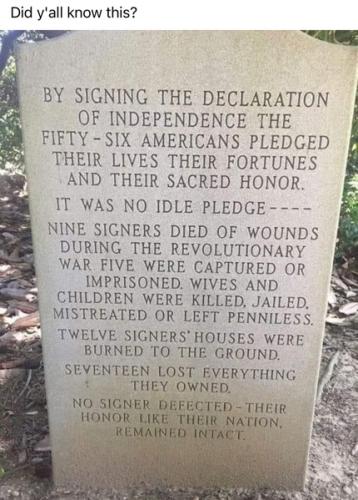 Did y'all know this?
BY SIGNING THE DECLARATION
OF INDEPENDENCE THE
FIFTY-SIX AMERICANS PLEDGED
THEIR LIVES THEIR FORTUNES
AND THEIR SACRED HONOR.
IT WAS NO IDLE PLEDGE----
NINE SIGNERS DIED OF WOUNDS
DURING THE REVOLUTIONARY
WAR FIVE WERE CAPTURED OR
IMPRISONED. WIVES AND
CHILDREN WERE KILLED, JAILED,
MISTREATED OR LEFT PENNILESS.
TWELVE SIGNERS' HOUSES WERE
BURNED TO THE GROUND.
SEVENTEEN LOST EVERYTHING
THEY OWNED.
NO SIGNER DEFECTED-THEIR
HONOR LIKE THEIR NATION,
REMAINED INTACT.